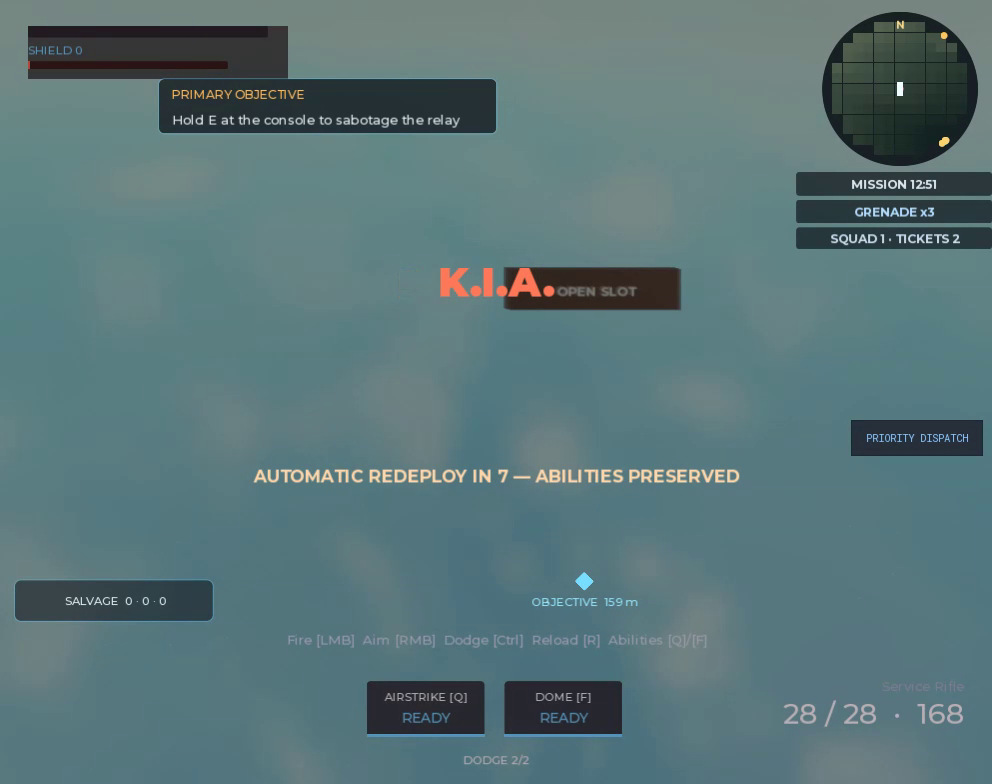 SHIELD 0
PRIMARY OBJECTIVE
Hold E at the console to sabotage the relay
N
MISSION 12:51
GRENADE x3
SQUAD 1 · TICKETS 2
K.I.A.
OPEN SLOT
PRIORITY DISPATCH
AUTOMATIC REDEPLOY IN 7 — ABILITIES PRESERVED
SALVAGE 0 · 0 · 0
OBJECTIVE 159 m
Fire [LMB] Aim [RMB] Dodge [Ctrl] Reload [R] Abilities [Q]/[F]
AIRSTRIKE [Q]
READY
DOME [F]
READY
Service Rifle
28 / 28 · 168
DODGE 2/2